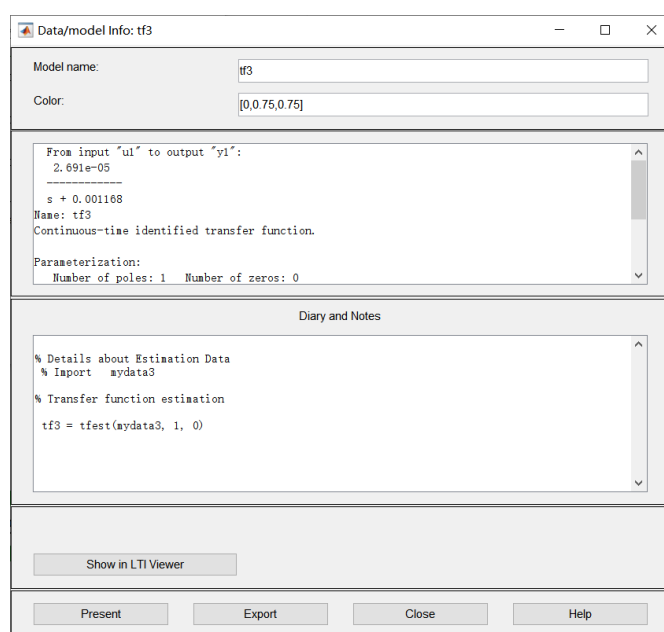 Data/model Info: tf3
Model name:
tf3
Color:
[0,0.75,0.75]
From input "u1" to output "y1":
2.691e-05
------------
s + 0.001168
Name: tf3
Continuous-time identified transfer function.
Parameterization:
Number of poles: 1   Number of zeros: 0
Diary and Notes
% Details about Estimation Data
% Import   mydata3
% Transfer function estimation
tf3 = tfest(mydata3, 1, 0)
Show in LTI Viewer
Present
Export
Close
Help